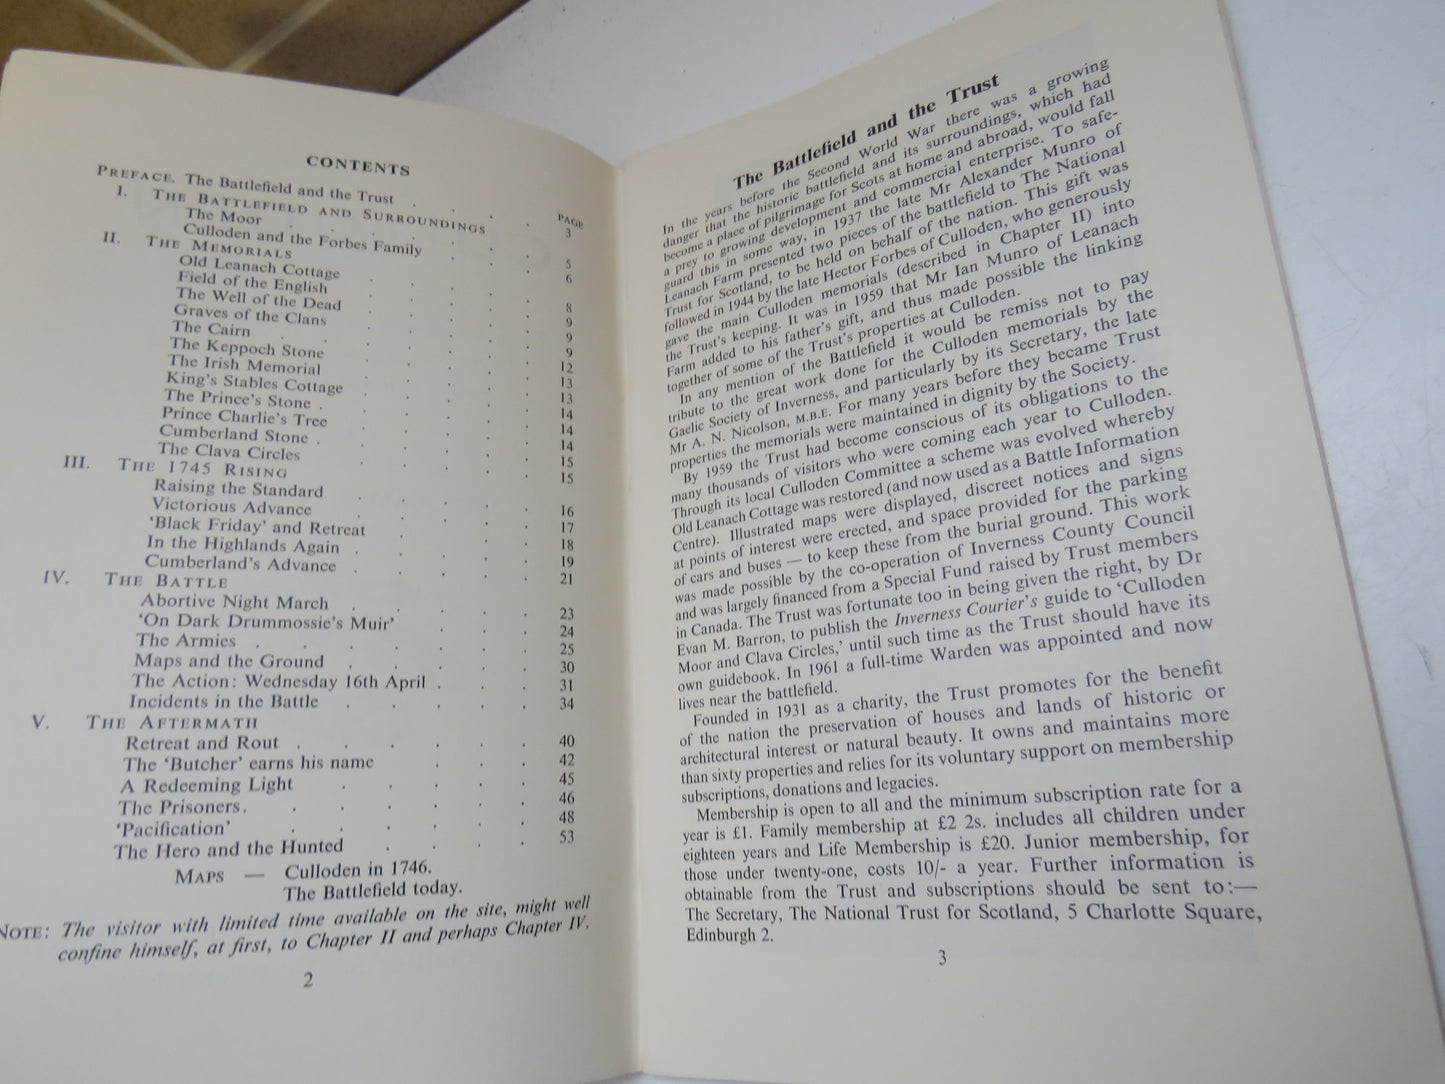 CONTENTS
PAGE
PREFACE. The Battlefield and the Trust . . . . 3
I. THE BATTLEFIELD AND SURROUNDINGS
The Moor . . . . . . 5
Culloden and the Forbes Family . . . 6
II. THE MEMORIALS
Old Leanach Cottage . . . . 8
Field of the English . . . . 9
The Well of the Dead . . . . 9
Graves of the Clans . . . . 9
The Cairn . . . . . 12
The Keppoch Stone . . . . 13
The Irish Memorial . . . . 13
King's Stables Cottage . . . . 14
The Prince's Stone . . . . 14
Prince Charlie's Tree . . . . 14
Cumberland Stone . . . . 15
The Clava Circles . . . . 15
III. THE 1745 RISING
Raising the Standard . . . . 16
Victorious Advance . . . . 17
'Black Friday' and Retreat . . . 18
In the Highlands Again . . . . 19
Cumberland's Advance . . . . 21
IV. THE BATTLE
Abortive Night March . . . . 23
'On Dark Drummossie's Muir' . . . 24
The Armies . . . . . . 25
Maps and the Ground . . . . 30
The Action: Wednesday 16th April . . . 31
Incidents in the Battle . . . . 34
V. THE AFTERMATH
Retreat and Rout . . . . . 40
The 'Butcher' earns his name . . . 42
A Redeeming Light . . . . 45
The Prisoners. . . . . . 46
'Pacification' . . . . . 48
The Hero and the Hunted . . . . 53
MAPS — Culloden in 1746.
The Battlefield today.
NOTE: The visitor with limited time available on the site, might well
confine himself, at first, to Chapter II and perhaps Chapter IV.
2
The Battlefield and the Trust
In the years before the Second World War there was a growing
danger that the historic battlefield and its surroundings, which had
become a place of pilgrimage for Scots at home and abroad, would fall
a prey to growing development and commercial enterprise. To safe-
guard this in some way, in 1937 the late Mr Alexander Munro of
Leanach Farm presented two pieces of the battlefield to The National
Trust for Scotland, to be held on behalf of the nation. This gift was
followed in 1944 by the late Hector Forbes of Culloden, who generously
gave the main Culloden memorials (described in Chapter II) into
the Trust's keeping. It was in 1959 that Mr Ian Munro of Leanach
Farm added to his father's gift, and thus made possible the linking
together of some of the Trust's properties at Culloden.
In any mention of the Battlefield it would be remiss not to pay
tribute to the great work done for the Culloden memorials by the
Gaelic Society of Inverness, and particularly by its Secretary, the late
Mr A. N. Nicolson, M.B.E. For many years before they became Trust
properties the memorials were maintained in dignity by the Society.
By 1959 the Trust had become conscious of its obligations to the
many thousands of visitors who were coming each year to Culloden.
Through its local Culloden Committee a scheme was evolved whereby
Old Leanach Cottage was restored (and now used as a Battle Information
Centre). Illustrated maps were displayed, discreet notices and signs
at points of interest were erected, and space provided for the parking
of cars and buses — to keep these from the burial ground. This work
was made possible by the co-operation of Inverness County Council
and was largely financed from a Special Fund raised by Trust members
in Canada. The Trust was fortunate too in being given the right, by Dr
Evan M. Barron, to publish the Inverness Courier's guide to 'Culloden
Moor and Clava Circles,' until such time as the Trust should have its
own guidebook. In 1961 a full-time Warden was appointed and now
lives near the battlefield.
Founded in 1931 as a charity, the Trust promotes for the benefit
of the nation the preservation of houses and lands of historic or
architectural interest or natural beauty. It owns and maintains more
than sixty properties and relies for its voluntary support on membership
subscriptions, donations and legacies.
Membership is open to all and the minimum subscription rate for a
year is £1. Family membership at £2 2s. includes all children under
eighteen years and Life Membership is £20. Junior membership, for
those under twenty-one, costs 10/- a year. Further information is
obtainable from the Trust and subscriptions should be sent to:—
The Secretary, The National Trust for Scotland, 5 Charlotte Square,
Edinburgh 2.
3